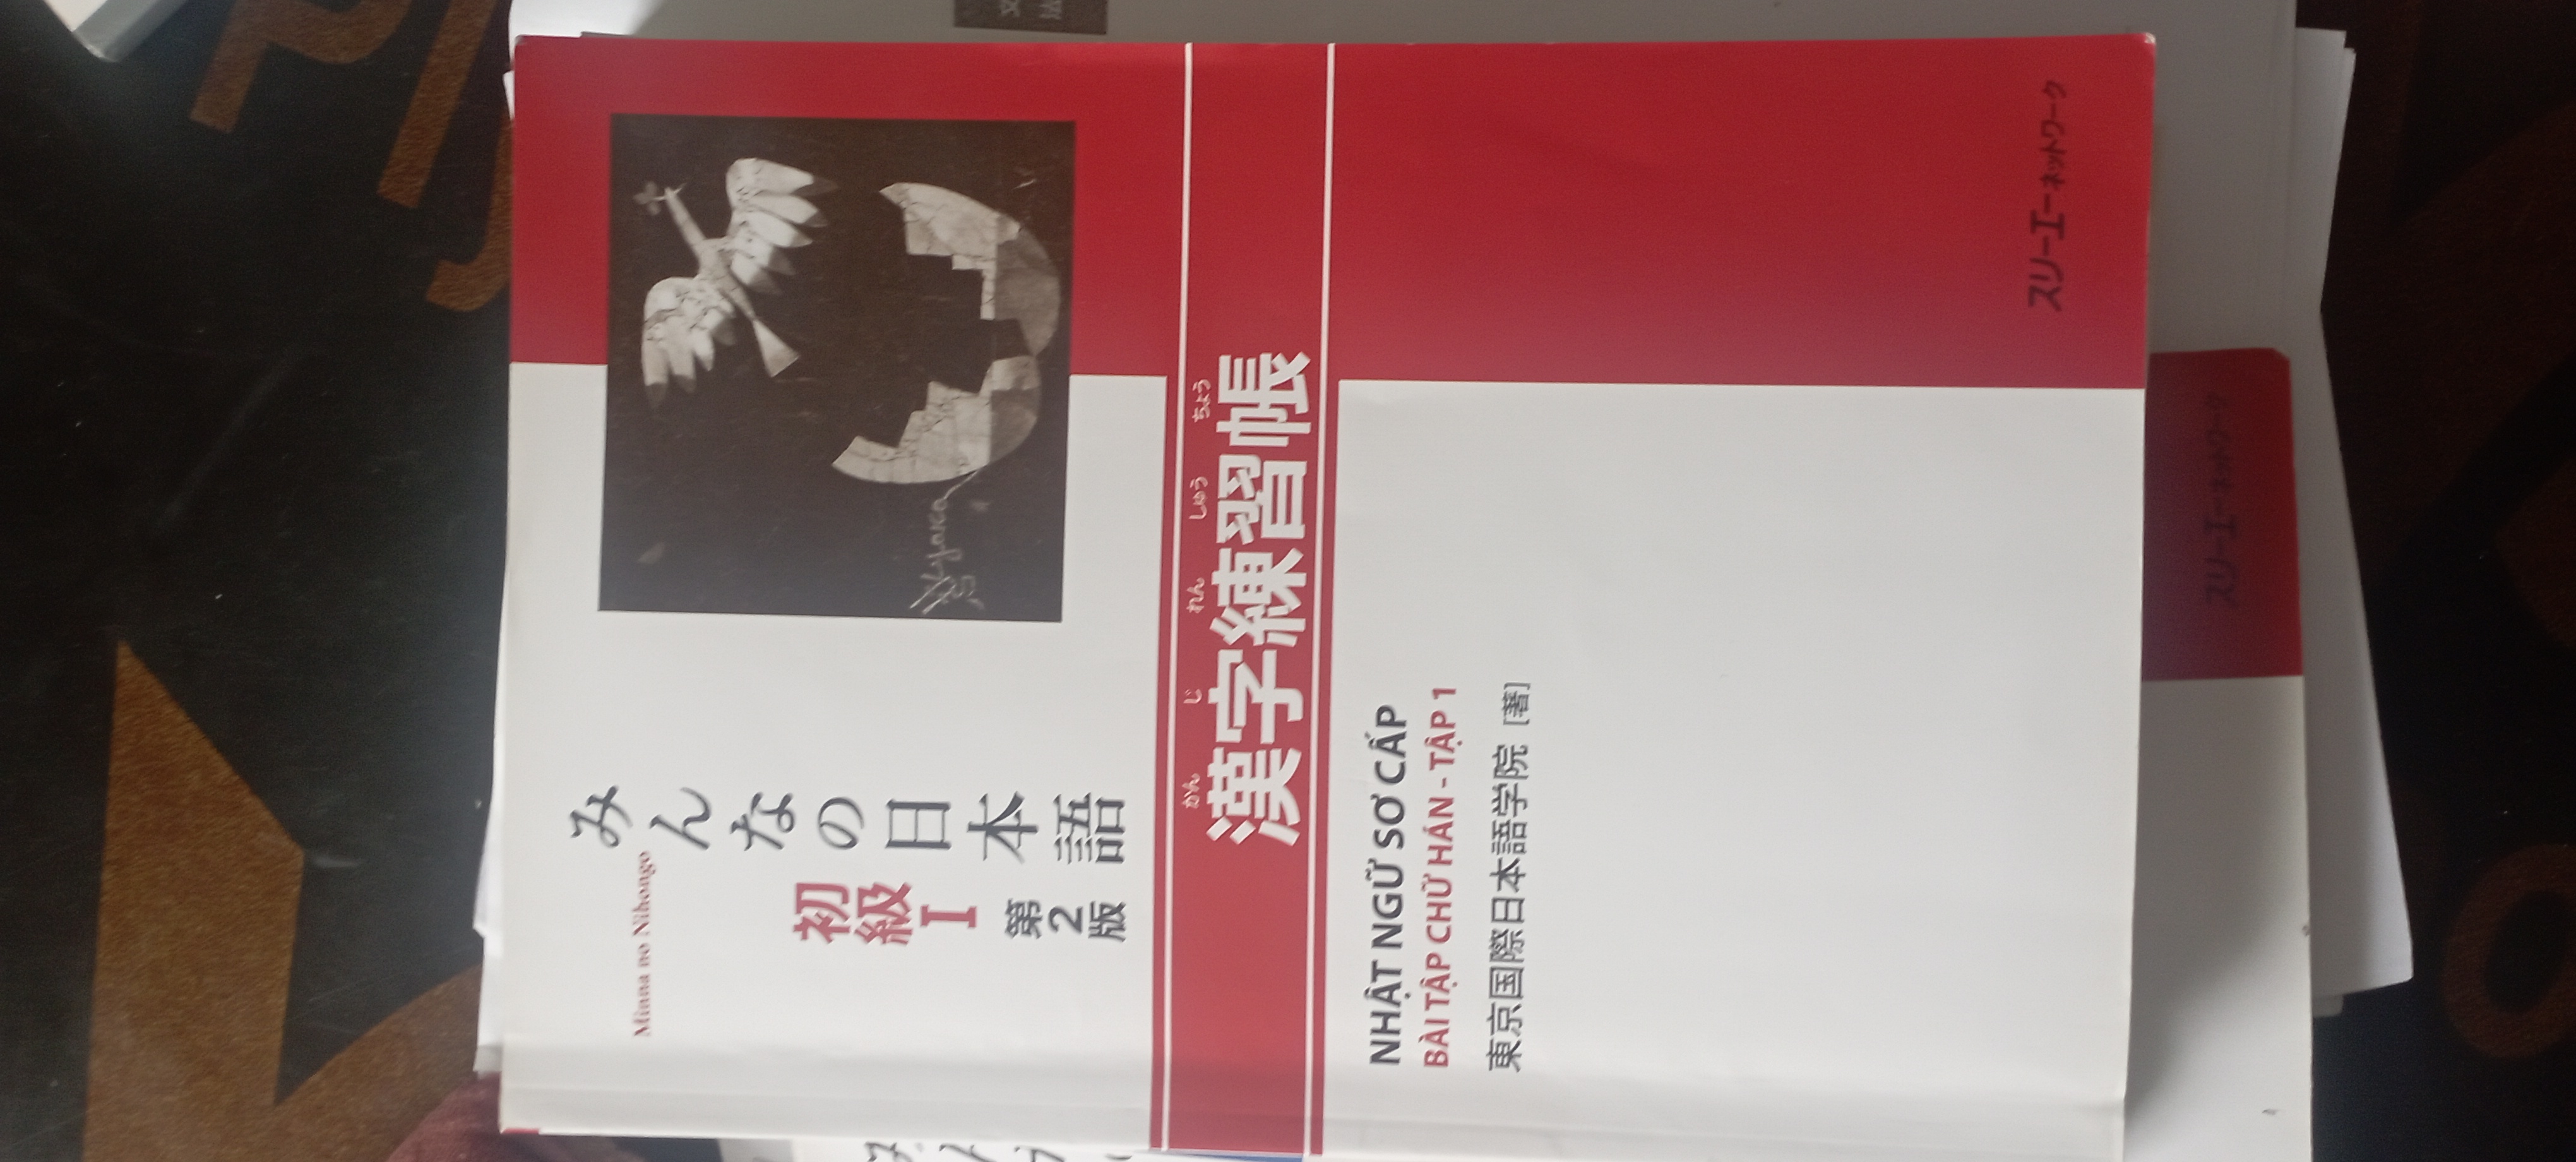 Minna no Nihongo
みんなの日本語
初級I
第2版
かん じ れん しゅう ちょう
漢字練習帳
NHẬT NGỮ SƠ CẤP
BÀI TẬP CHỮ HÁN - TẬP 1
東京国際日本語学院 [著]
スリーエーネットワーク
スリーエーネットワーク
文法